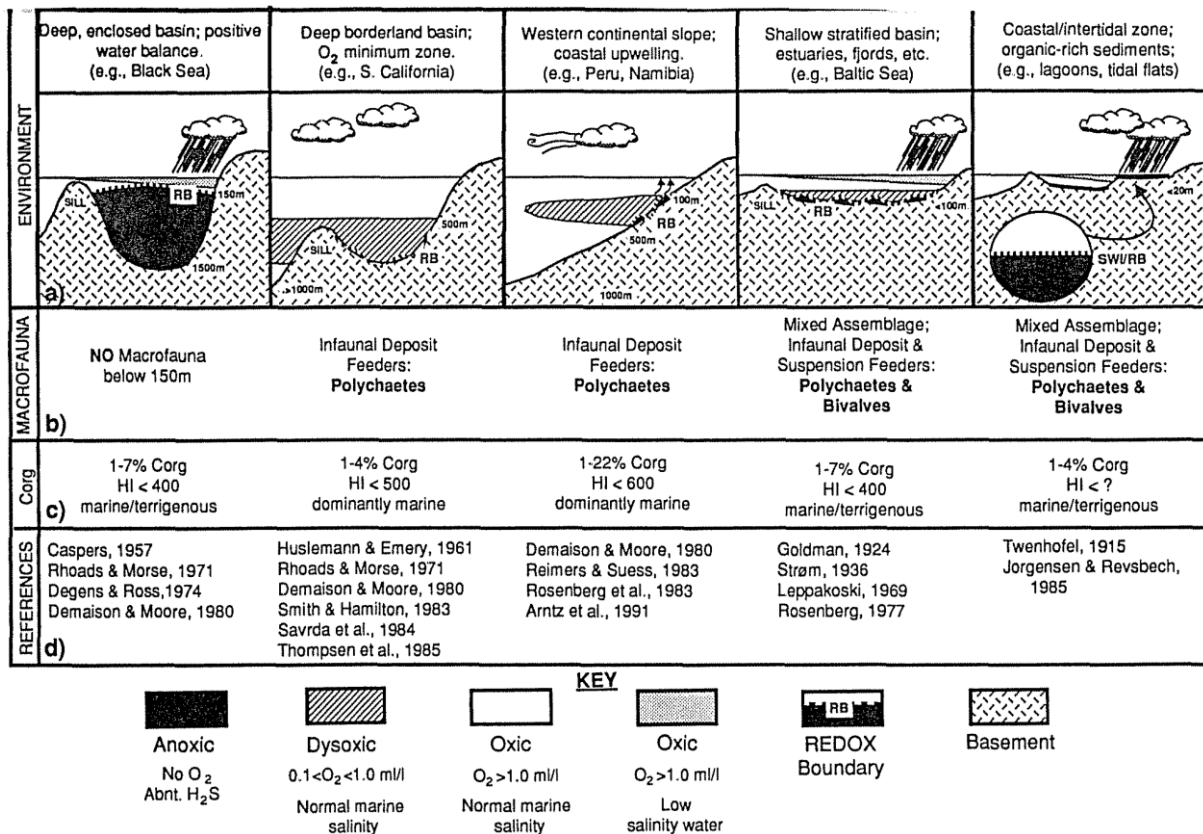 Deep, enclosed basin; positive
water balance.
(e.g., Black Sea)
Deep borderland basin;
O2 minimum zone.
(e.g., S. California)
Western continental slope;
coastal upwelling.
(e.g., Peru, Namibia)
Shallow stratified basin;
estuaries, fjords, etc.
(e.g., Baltic Sea)
Coastal/intertidal zone;
organic-rich sediments;
(e.g., lagoons, tidal flats)
ENVIRONMENT
SILL
RB
150m
1500m
a)
SILL
500m
RB
>1000m
100m
RB
500m
1000m
SILL
RB
<100m
<20m
SWI/RB
MACROFAUNA
b)
NO Macrofauna
below 150m
Infaunal Deposit
Feeders:
Polychaetes
Infaunal Deposit
Feeders:
Polychaetes
Mixed Assemblage;
Infaunal Deposit &
Suspension Feeders:
Polychaetes &
Bivalves
Mixed Assemblage;
Infaunal Deposit &
Suspension Feeders:
Polychaetes &
Bivalves
Corg
c)
1-7% Corg
HI < 400
marine/terrigenous
1-4% Corg
HI < 500
dominantly marine
1-22% Corg
HI < 600
dominantly marine
1-7% Corg
HI < 400
marine/terrigenous
1-4% Corg
HI < ?
marine/terrigenous
REFERENCES
d)
Caspers, 1957
Rhoads & Morse, 1971
Degens & Ross,1974
Demaison & Moore, 1980
Huslemann & Emery, 1961
Rhoads & Morse, 1971
Demaison & Moore, 1980
Smith & Hamilton, 1983
Savrda et al., 1984
Thompsen et al., 1985
Demaison & Moore, 1980
Reimers & Suess, 1983
Rosenberg et al., 1983
Arntz et al., 1991
Goldman, 1924
Strøm, 1936
Leppakoski, 1969
Rosenberg, 1977
Twenhofel, 1915
Jorgensen & Revsbech,
1985
KEY
Anoxic
No O2
Abnt. H2S
Dysoxic
0.1<O2<1.0 ml/l
Normal marine
salinity
Oxic
O2>1.0 ml/l
Normal marine
salinity
Oxic
O2>1.0 ml/l
Low
salinity water
RB
REDOX
Boundary
Basement